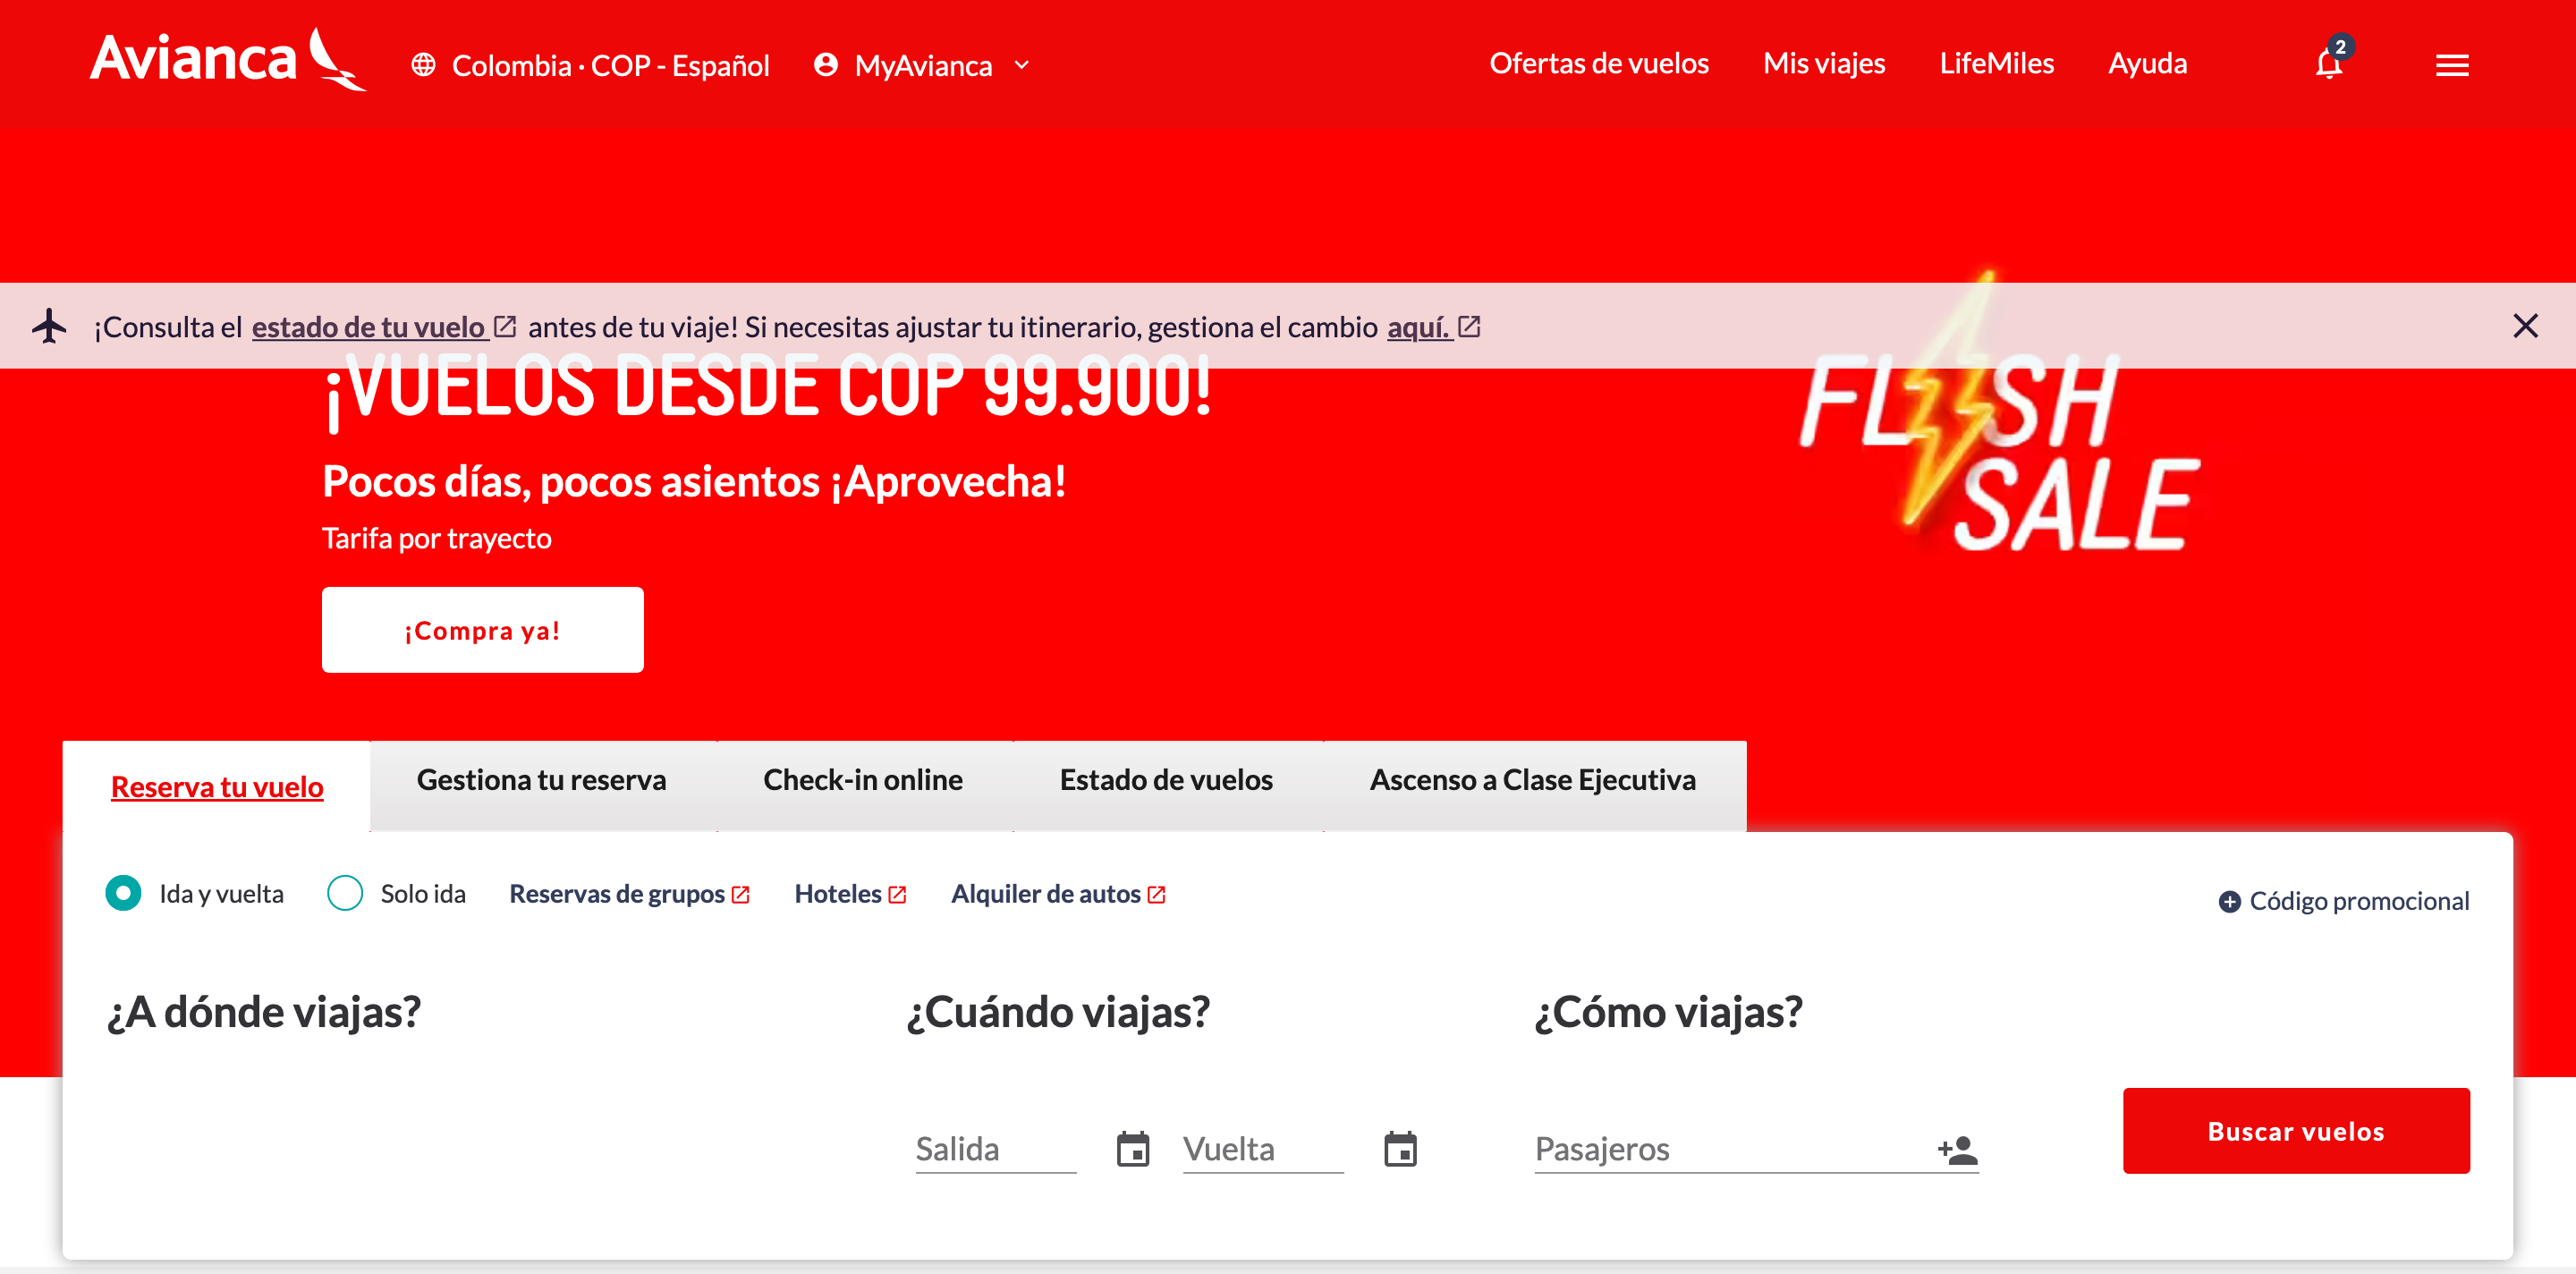 Avianca
Colombia · COP - Español
MyAvianca
Ofertas de vuelos
Mis viajes
LifeMiles
Ayuda
2
¡Consulta el estado de tu vuelo antes de tu viaje! Si necesitas ajustar tu itinerario, gestiona el cambio aquí.
¡VUELOS DESDE COP 99.900!
Pocos días, pocos asientos ¡Aprovecha!
Tarifa por trayecto
¡Compra ya!
FLASH
SALE
Reserva tu vuelo
Gestiona tu reserva
Check-in online
Estado de vuelos
Ascenso a Clase Ejecutiva
Ida y vuelta
Solo ida
Reservas de grupos
Hoteles
Alquiler de autos
Código promocional
¿A dónde viajas?
¿Cuándo viajas?
¿Cómo viajas?
Salida
Vuelta
Pasajeros
Buscar vuelos